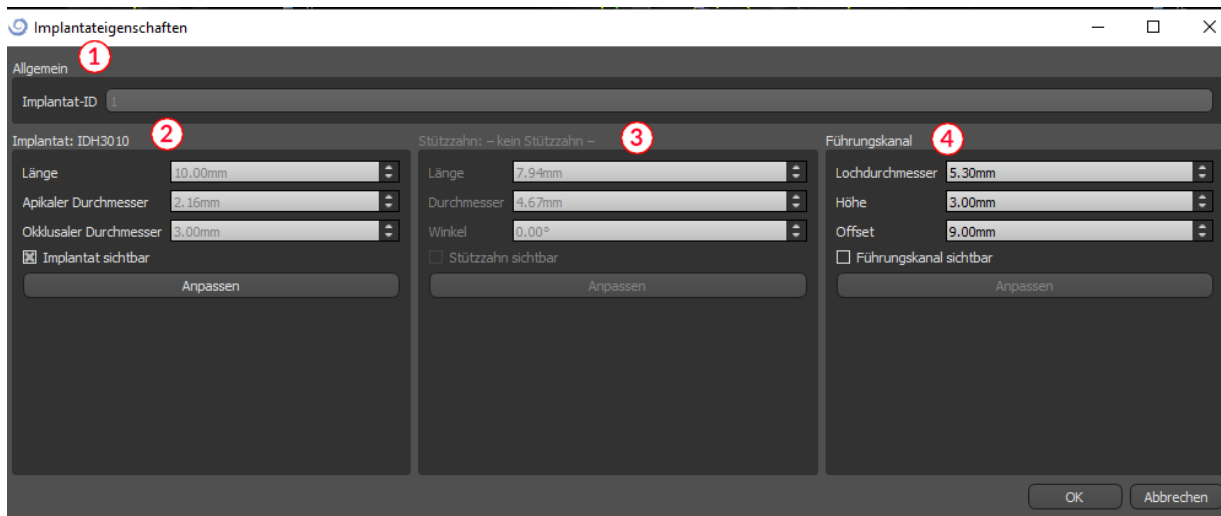 Implantateigenschaften
1
Allgemein
Implantat-ID 1
Implantat: IDH3010 2
Länge 10.00mm
Apikaler Durchmesser 2.16mm
Okklusaler Durchmesser 3.00mm
Implantat sichtbar
Anpassen
Stützzahn: -- kein Stützzahn -- 3
Länge 7.94mm
Durchmesser 4.67mm
Winkel 0.00°
Stützzahn sichtbar
Anpassen
Führungskanal 4
Lochdurchmesser 5.30mm
Höhe 3.00mm
Offset 9.00mm
Führungskanal sichtbar
Anpassen
OK Abbrechen